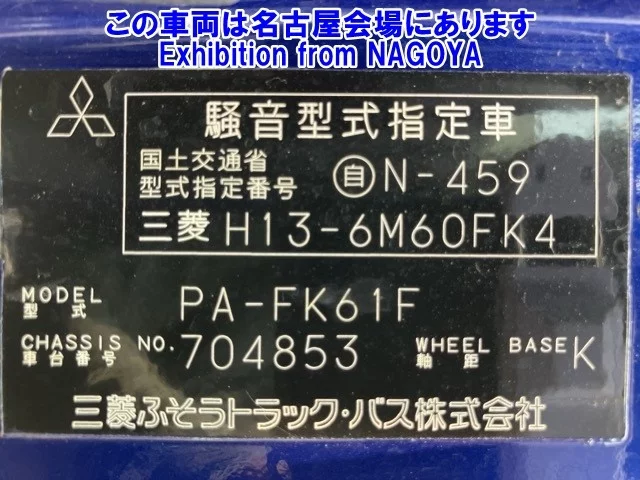 この車両は名古屋会場にあります
Exhibition from NAGOYA
騒音型式指定車
国土交通省
型式指定番号 自N-459
三菱 H13-6M60FK4
MODEL
型式 PA-FK61F
CHASSIS NO. 704853 WHEEL BASE K
車台番号 軸距
三菱ふそうトラック・バス株式会社